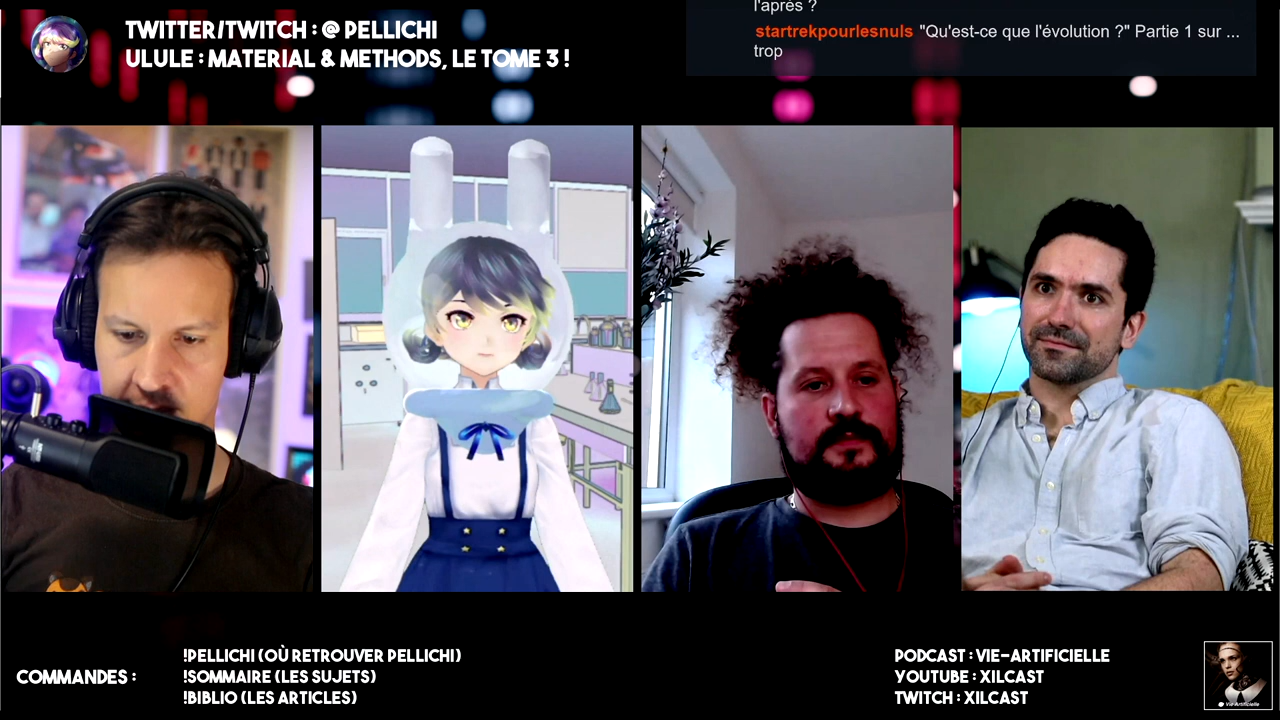 TWITTER/TWITCH : @ PELLICHI
ULULE : MATERIAL & METHODS, LE TOME 3 !
l'après ?
startrekpourlesnuls "Qu'est-ce que l'évolution ?" Partie 1 sur ...
trop
COMMANDES :
!PELLICHI (OÙ RETROUVER PELLICHI)
!SOMMAIRE (LES SUJETS)
!BIBLIO (LES ARTICLES)
PODCAST : VIE-ARTIFICIELLE
YOUTUBE : XILCAST
TWITCH : XILCAST
Vie Artificielle